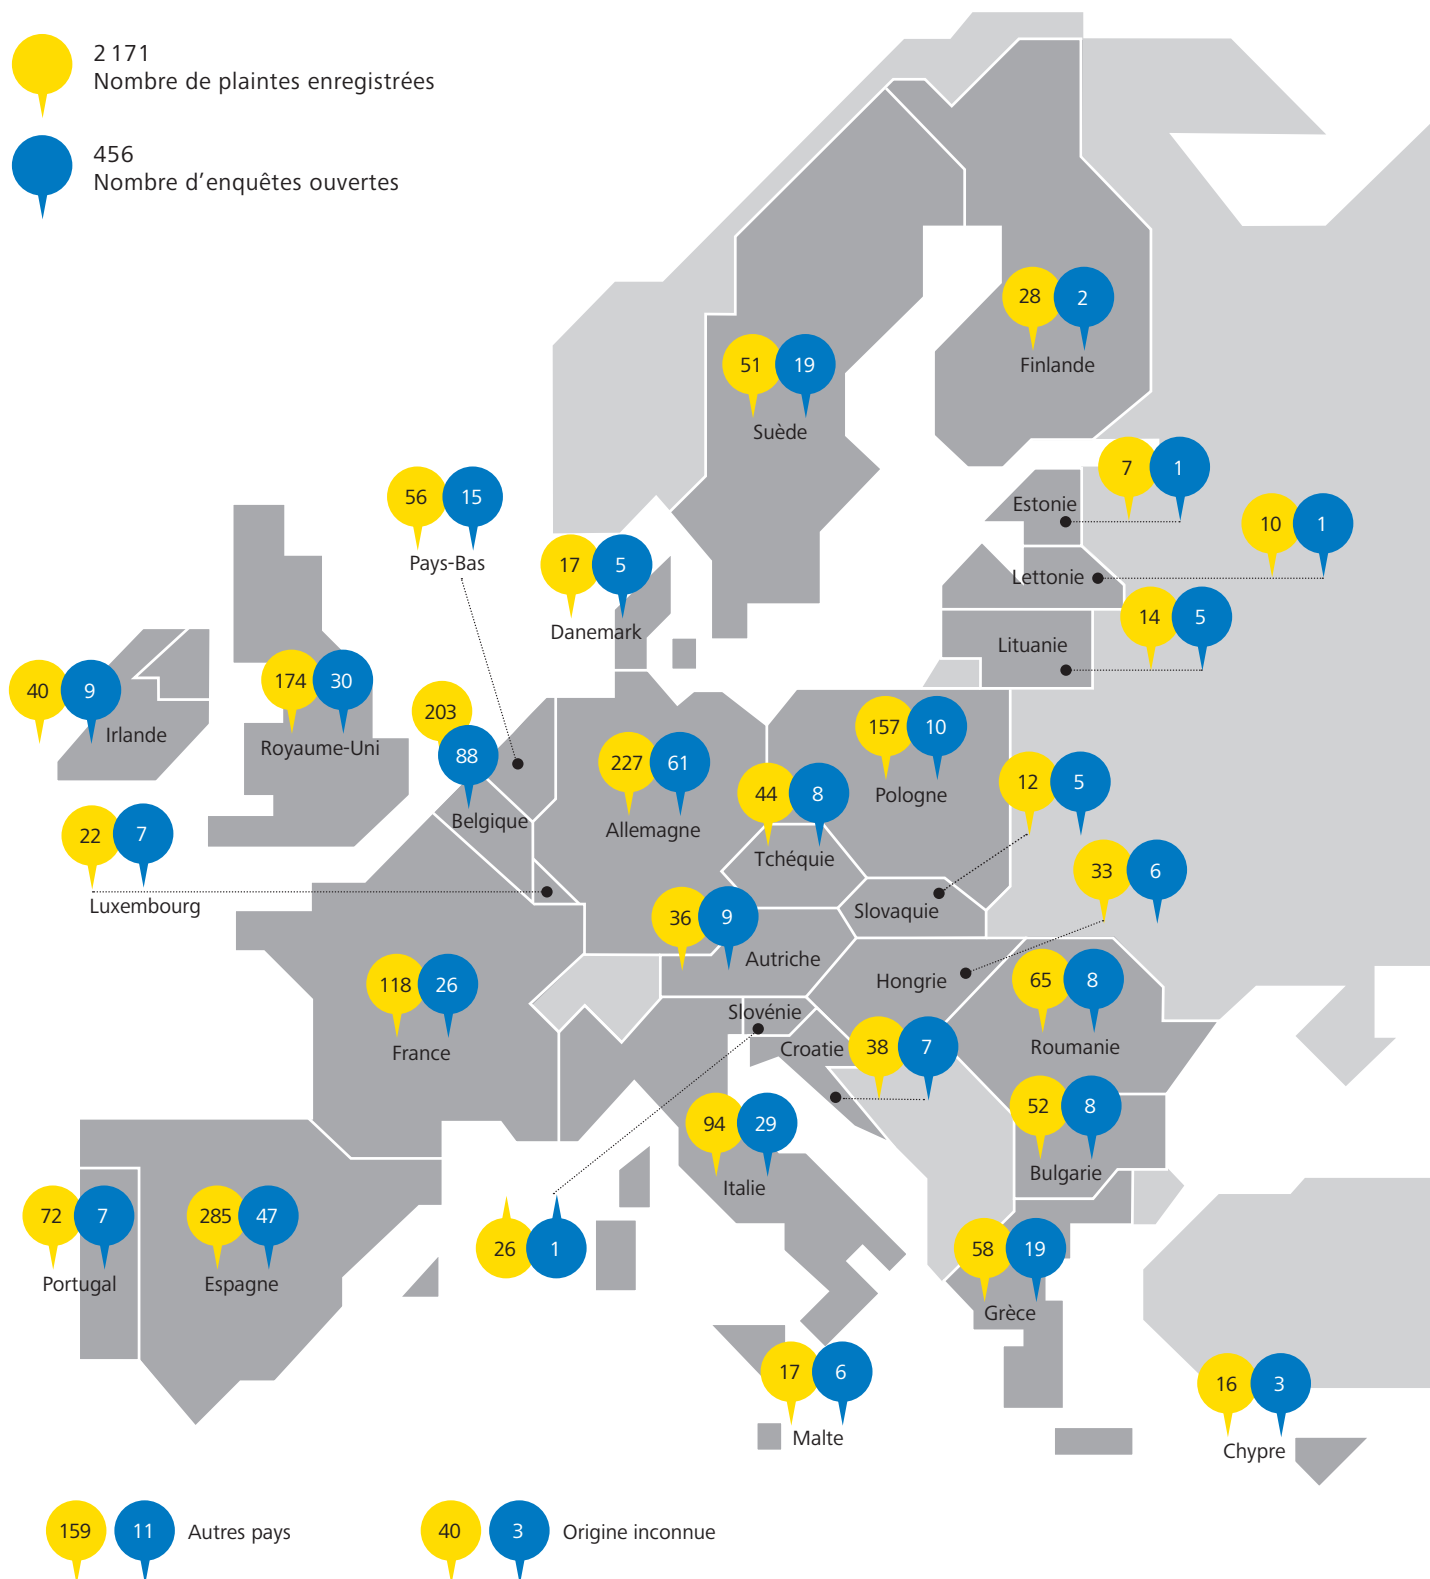 2 171
Nombre de plaintes enregistrées
456
Nombre d’enquêtes ouvertes
28 2
Finlande
51 19
Suède
7 1
Estonie
56 15
Pays-Bas
10 1
Lettonie
17 5
Danemark
14 5
Lituanie
40 9
Irlande
174 30
Royaume-Uni
203
88
Belgique
227 61
Allemagne
157 10
Pologne
44 8
Tchéquie
12 5
Slovaquie
22 7
Luxembourg
33 6
Hongrie
36 9
Autriche
118 26
France
65 8
Roumanie
Slovénie
26 1
Croatie
38 7
52 8
Bulgarie
94 29
Italie
72 7
Portugal
285 47
Espagne
58 19
Grèce
17 6
Malte
16 3
Chypre
159 11 Autres pays
40 3 Origine inconnue